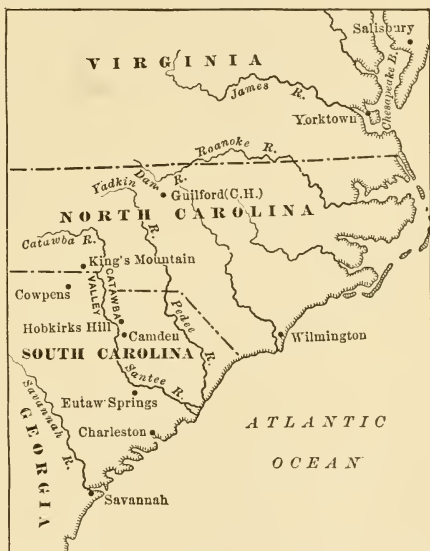 Salisbury
VIRGINIA
Chesapeake B.
James R.
Yorktown
Roanoke R.
Dan R.
Yadkin R.
Guilford (C.H.)
NORTH CAROLINA
Catawba R.
King's Mountain
CATAWBA
VALLEY
Cowpens
Pedee R.
Hobkirks Hill
Camden
Wilmington
SOUTH CAROLINA
Santee R.
Savannah R.
Eutaw Springs
GEORGIA
Charleston
ATLANTIC
OCEAN
Savannah